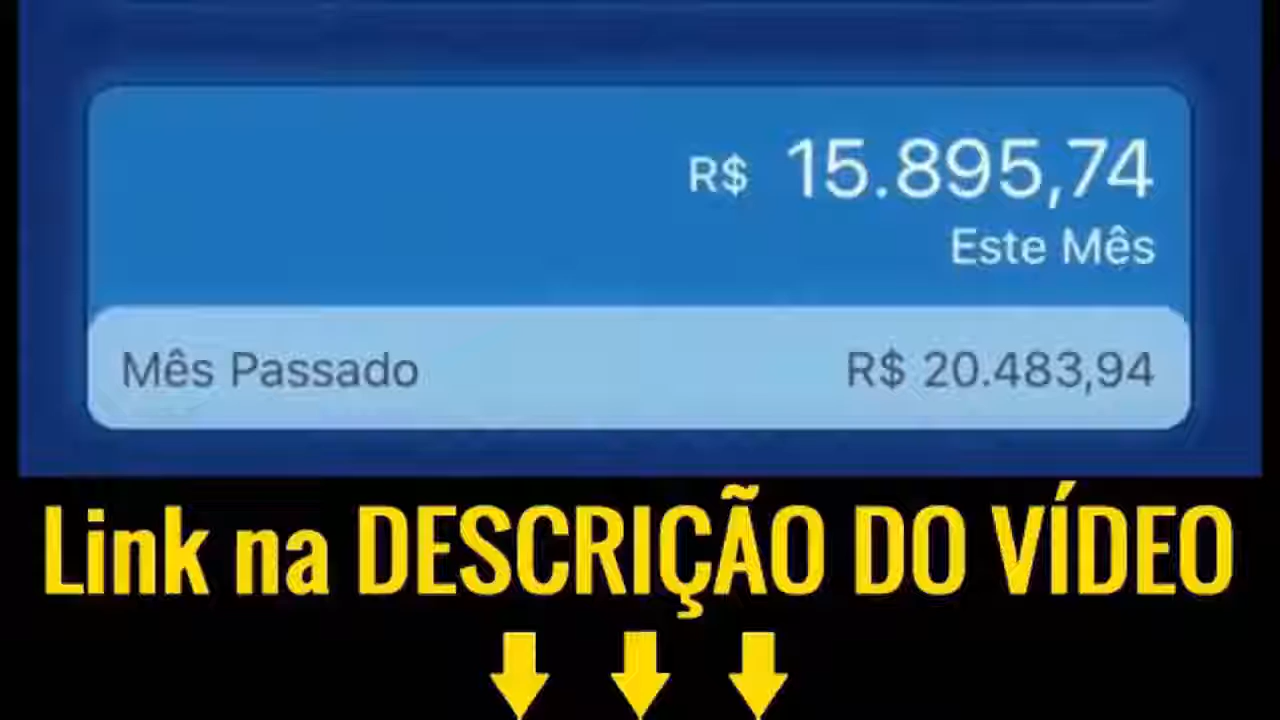 R$ 15.895,74
Este Mês
Mês Passado R$ 20.483,94
Link na DESCRIÇÃO DO VÍDEO